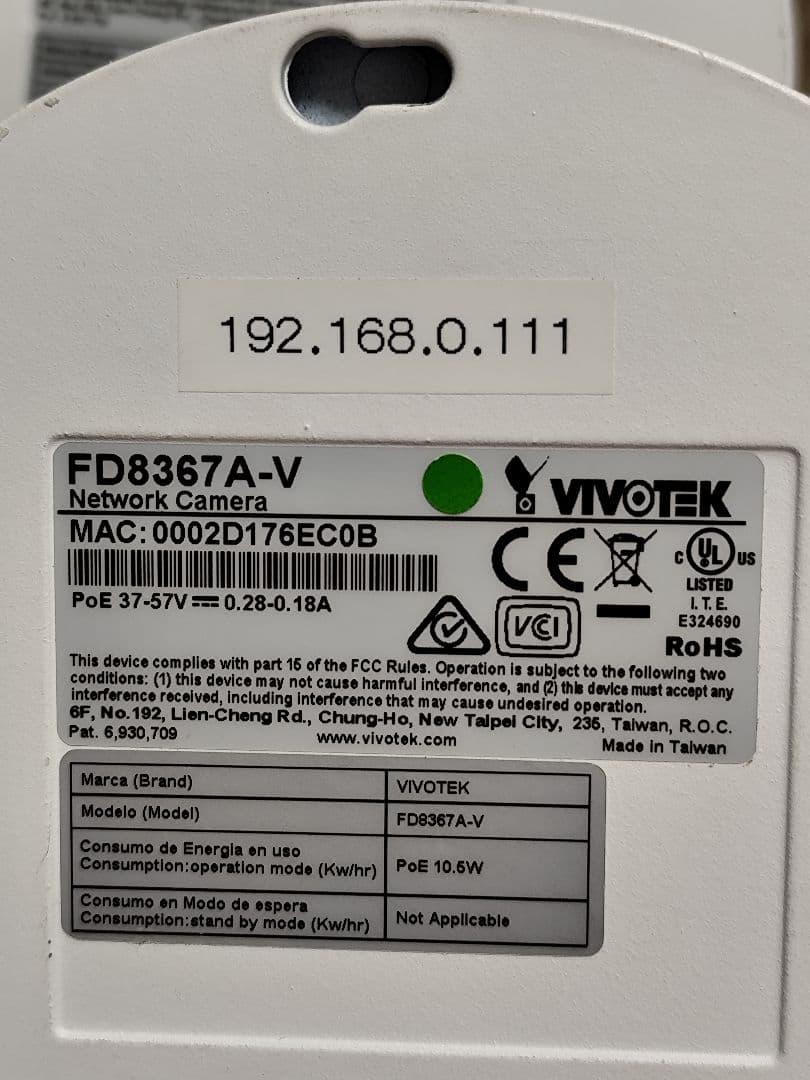 192.168.0.111
FD8367A-V
Network Camera
VIVOTEK
MAC:0002D176EC0B
PoE 37-57V 0.28-0.18A
CE
C UL US
LISTED
I.T.E.
E324690
VCI
RoHS
This device complies with part 15 of the FCC Rules. Operation is subject to the following two
conditions: (1) this device may not cause harmful interference, and (2) this device must accept any
interference received, including interference that may cause undesired operation.
6F, No.192, Lien-Cheng Rd., Chung-Ho, New Taipei City, 235, Taiwan, R.O.C.
Pat. 6,930,709 www.vivotek.com Made in Taiwan
Marca (Brand) VIVOTEK
Modelo (Model) FD8367A-V
Consumo de Energia en uso
Consumption:operation mode (Kw/hr) PoE 10.5W
Consumo en Modo de espera
Consumption:stand by mode (Kw/hr) Not Applicable